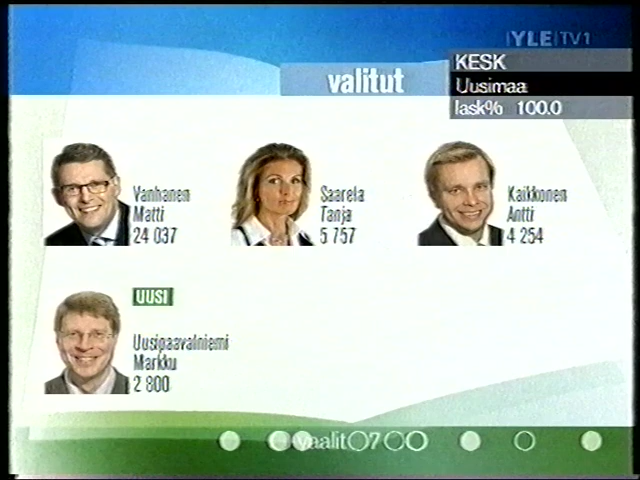 YLE TV1
KESK
valitut
Uusimaa
lask% 100.0
Vanhanen
Matti
24 037
Saarela
Tanja
5 757
Kaikkonen
Antti
4 254
UUSI
Uusipaavalniemi
Markku
2 800
vaalit07